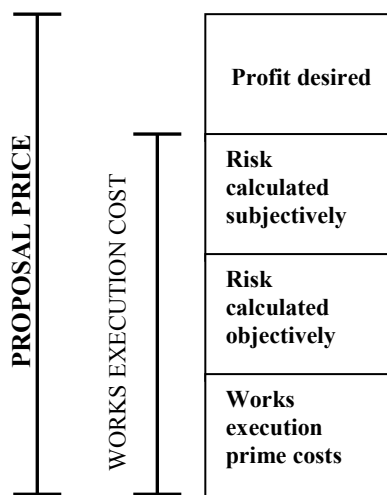 PROPOSAL PRICE
WORKS EXECUTION COST
Profit desired
Risk
calculated
subjectively
Risk
calculated
objectively
Works
execution
prime costs